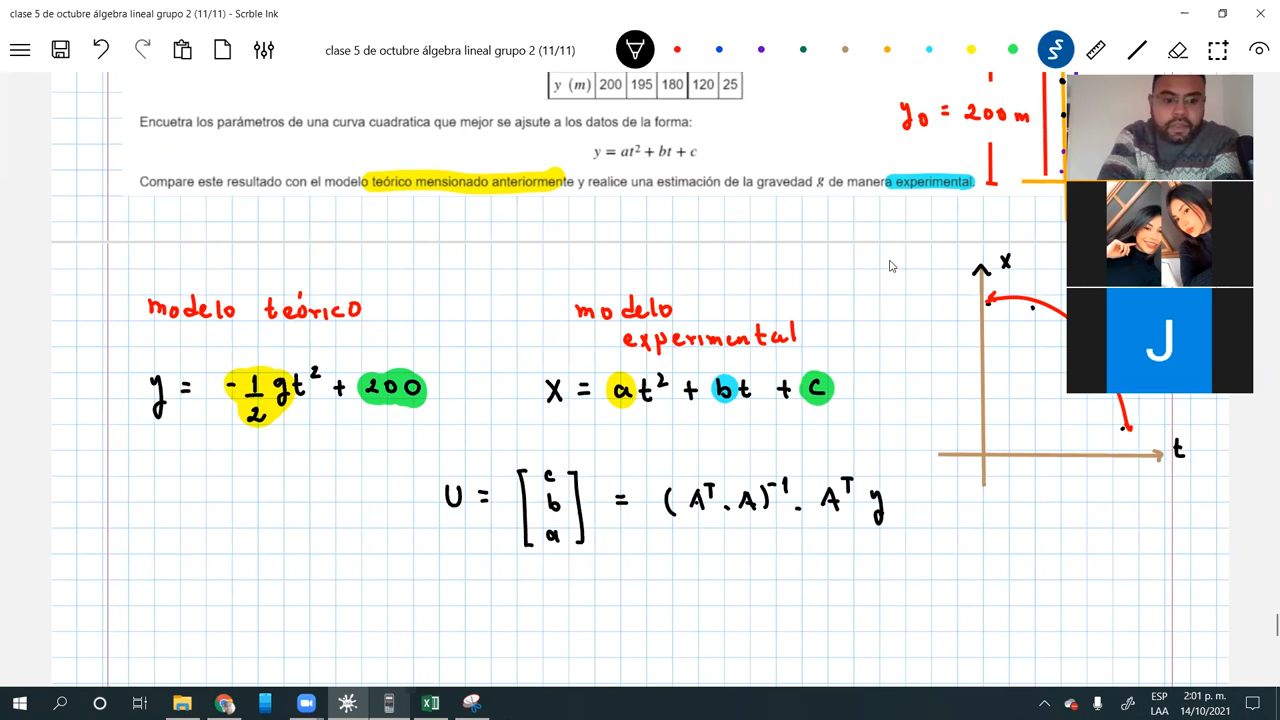 clase 5 de octubre álgebra lineal grupo 2 (11/11) - Scrble Ink
clase 5 de octubre álgebra lineal grupo 2 (11/11)
y (m) 200 195 180 120 25
y₀ = 200 m
Encuetra los parámetros de una curva cuadratica que mejor se ajsute a los datos de la forma:
y = at² + bt + c
Compare este resultado con el modelo teórico mensionado anteriormente y realice una estimación de la gravedad g de manera experimental.
modelo teórico
modelo
experimental
y = -1/2 gt² + 200
x = at² + bt + c
x
t
U = [c b a] = (Aᵀ . A)⁻¹ . Aᵀ y
J
ESP
LAA
2:01 p. m.
14/10/2021